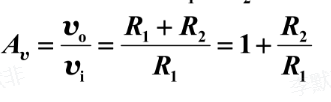 A_v = v_o / v_i = (R_1 + R_2) / R_1 = 1 + R_2 / R_1